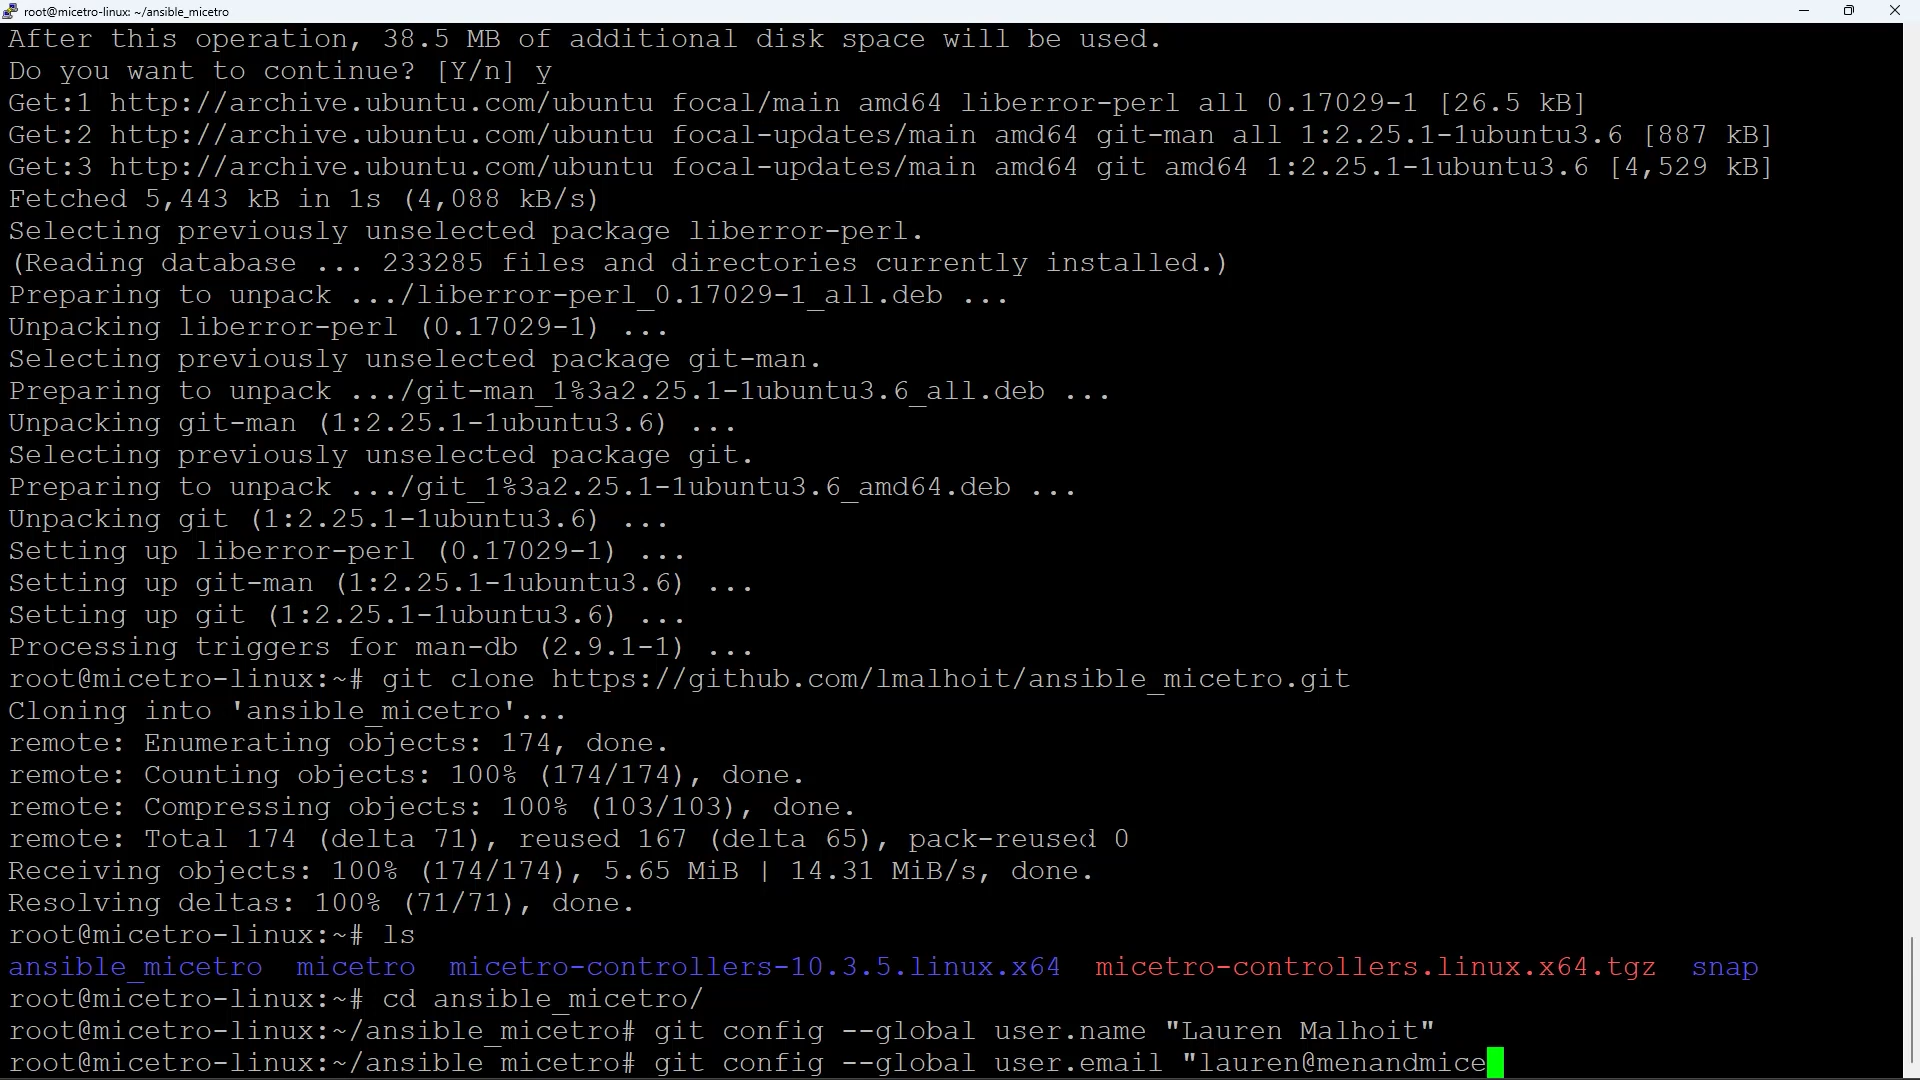 root@micetro-linux: ~/ansible_micetro
After this operation, 38.5 MB of additional disk space will be used.
Do you want to continue? [Y/n] y
Get:1 http://archive.ubuntu.com/ubuntu focal/main amd64 liberror-perl all 0.17029-1 [26.5 kB]
Get:2 http://archive.ubuntu.com/ubuntu focal-updates/main amd64 git-man all 1:2.25.1-1ubuntu3.6 [887 kB]
Get:3 http://archive.ubuntu.com/ubuntu focal-updates/main amd64 git amd64 1:2.25.1-1ubuntu3.6 [4,529 kB]
Fetched 5,443 kB in 1s (4,088 kB/s)
Selecting previously unselected package liberror-perl.
(Reading database ... 233285 files and directories currently installed.)
Preparing to unpack .../liberror-perl_0.17029-1_all.deb ...
Unpacking liberror-perl (0.17029-1) ...
Selecting previously unselected package git-man.
Preparing to unpack .../git-man_1%3a2.25.1-1ubuntu3.6_all.deb ...
Unpacking git-man (1:2.25.1-1ubuntu3.6) ...
Selecting previously unselected package git.
Preparing to unpack .../git_1%3a2.25.1-1ubuntu3.6_amd64.deb ...
Unpacking git (1:2.25.1-1ubuntu3.6) ...
Setting up liberror-perl (0.17029-1) ...
Setting up git-man (1:2.25.1-1ubuntu3.6) ...
Setting up git (1:2.25.1-1ubuntu3.6) ...
Processing triggers for man-db (2.9.1-1) ...
root@micetro-linux:~# git clone https://github.com/lmalhoit/ansible_micetro.git
Cloning into 'ansible_micetro'...
remote: Enumerating objects: 174, done.
remote: Counting objects: 100% (174/174), done.
remote: Compressing objects: 100% (103/103), done.
remote: Total 174 (delta 71), reused 167 (delta 65), pack-reused 0
Receiving objects: 100% (174/174), 5.65 MiB | 14.31 MiB/s, done.
Resolving deltas: 100% (71/71), done.
root@micetro-linux:~# ls
ansible_micetro  micetro  micetro-controllers-10.3.5.linux.x64  micetro-controllers.linux.x64.tgz  snap
root@micetro-linux:~# cd ansible_micetro/
root@micetro-linux:~/ansible_micetro# git config --global user.name "Lauren Malhoit"
root@micetro-linux:~/ansible_micetro# git config --global user.email "lauren@menandmice